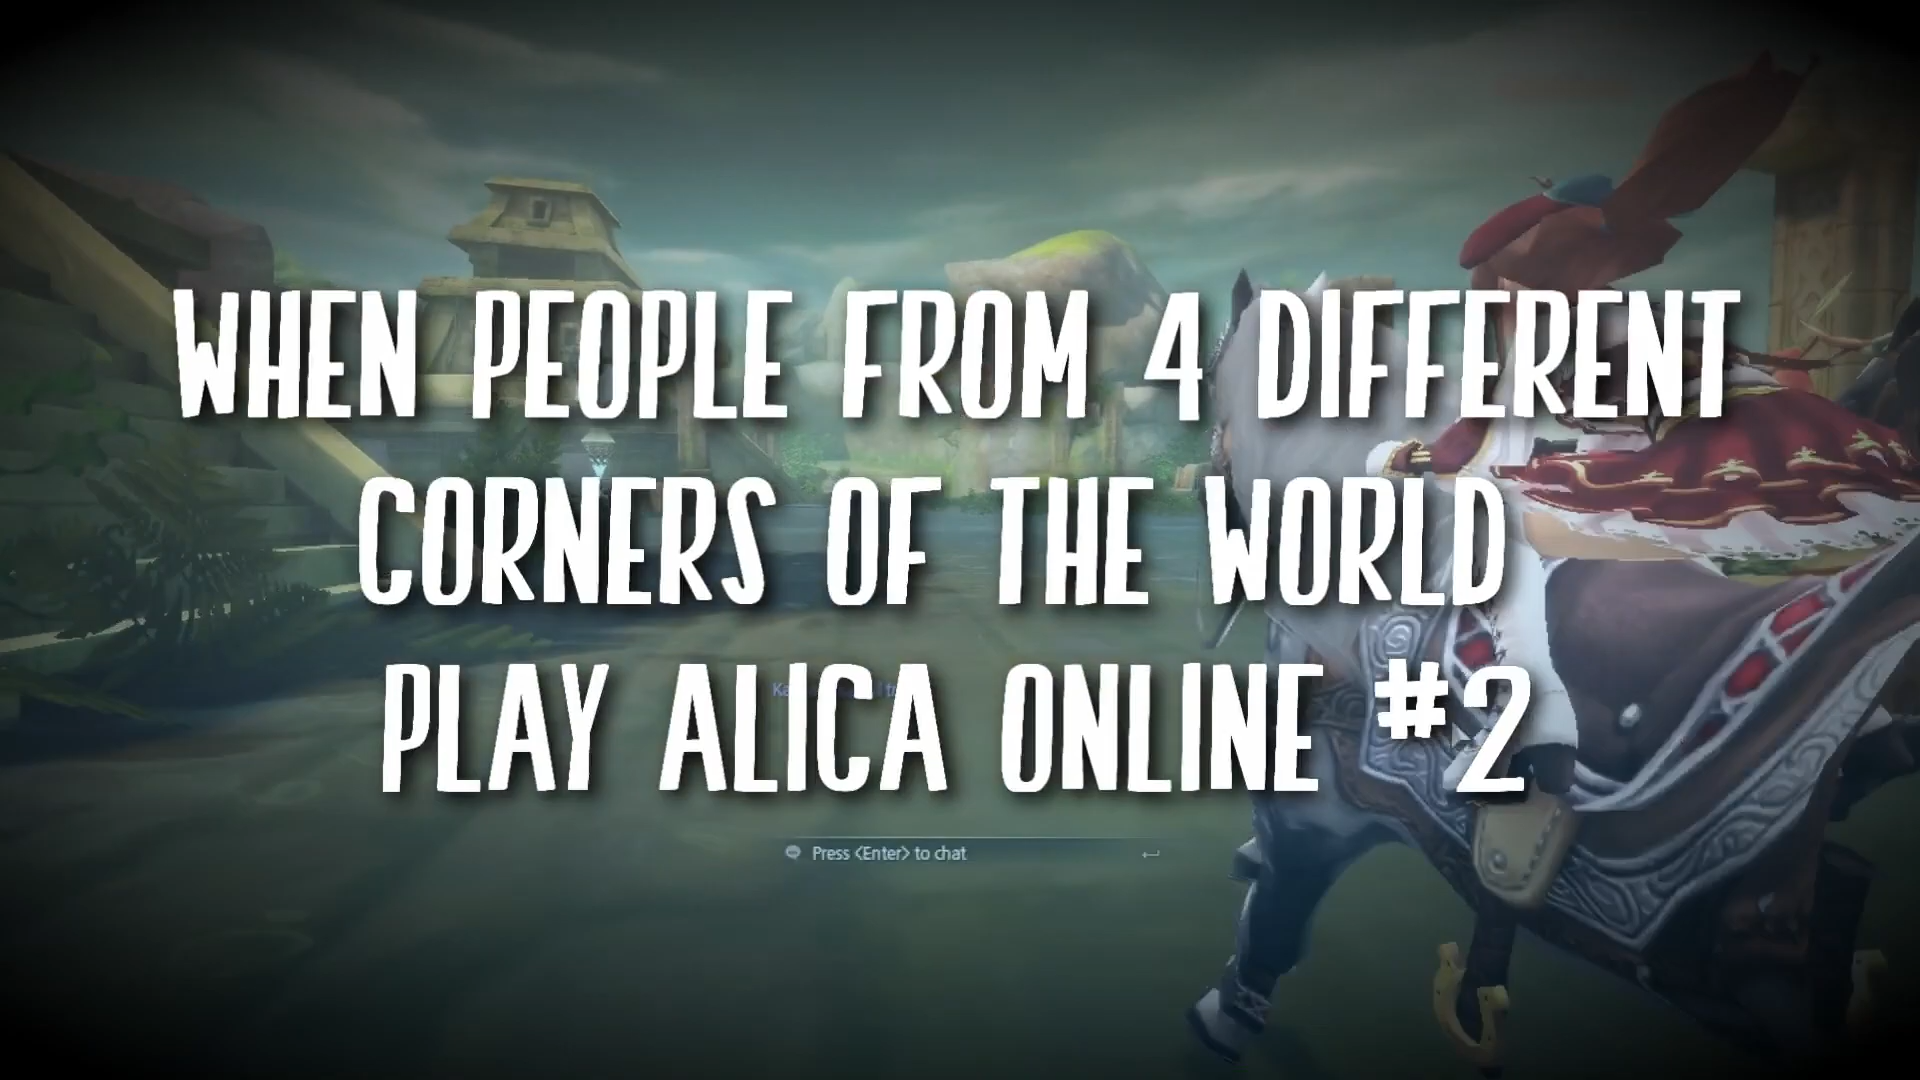 WHEN PEOPLE FROM 4 DIFFERENT
CORNERS OF THE WORLD
PLAY ALICA ONLINE #2
Press <Enter> to chat